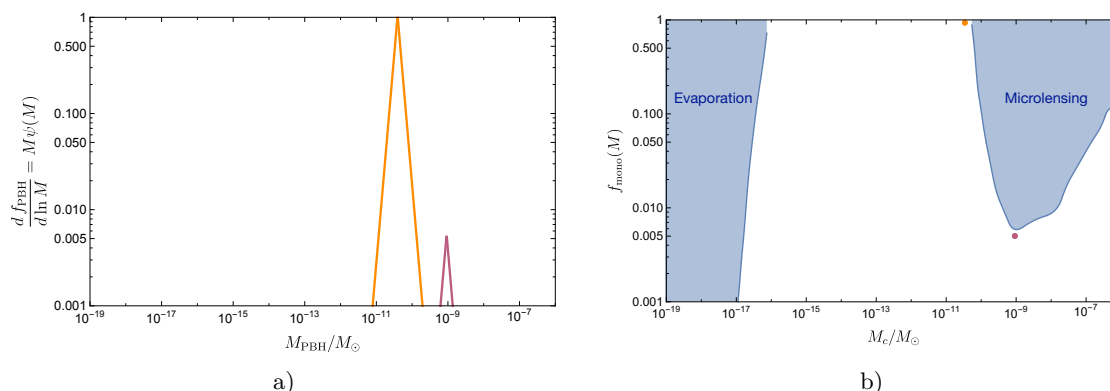 1
0.500
0.100
0.050
0.010
0.005
0.001
d f_PBH / d ln M = Mψ(M)
10⁻¹⁹ 10⁻¹⁷ 10⁻¹⁵ 10⁻¹³ 10⁻¹¹ 10⁻⁹ 10⁻⁷
M_PBH/M_⊙
a)
1
0.500
0.100
0.050
0.010
0.005
0.001
f_mono(M)
Evaporation
Microlensing
10⁻¹⁹ 10⁻¹⁷ 10⁻¹⁵ 10⁻¹³ 10⁻¹¹ 10⁻⁹ 10⁻⁷
M_c/M_⊙
b)